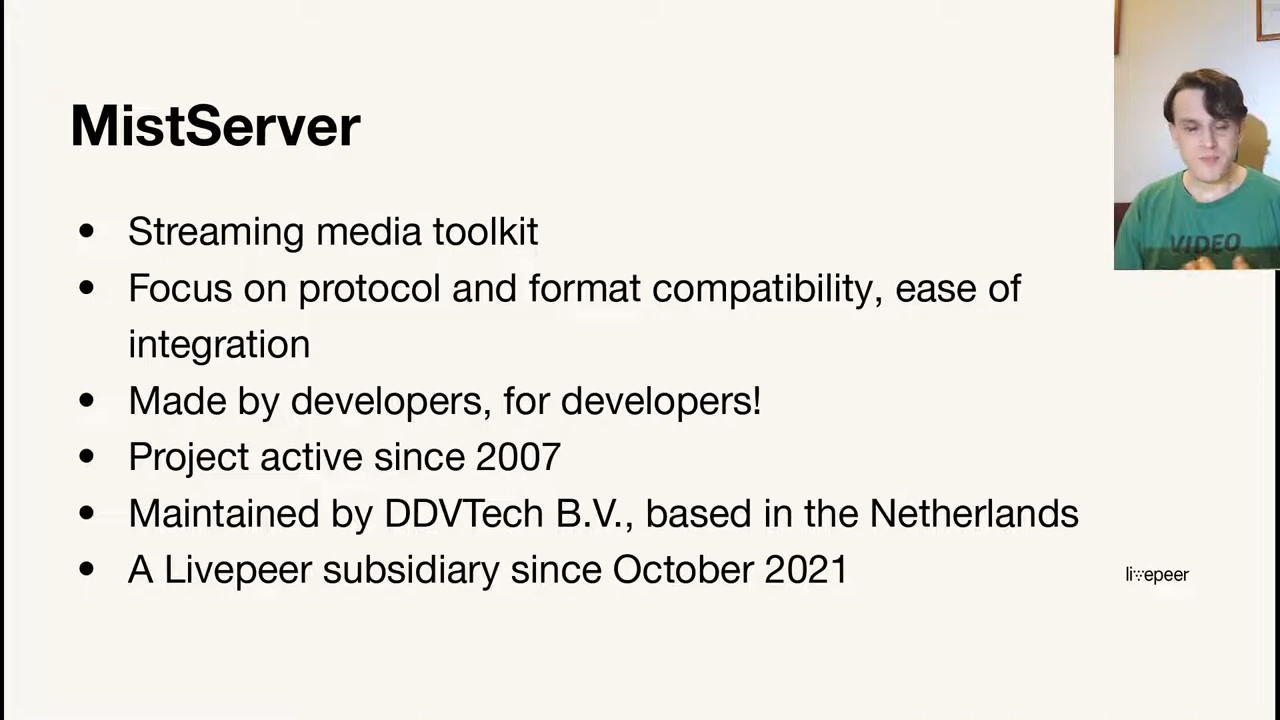 MistServer
• Streaming media toolkit
• Focus on protocol and format compatibility, ease of
integration
• Made by developers, for developers!
• Project active since 2007
• Maintained by DDVTech B.V., based in the Netherlands
• A Livepeer subsidiary since October 2021
livepeer
VIDEO